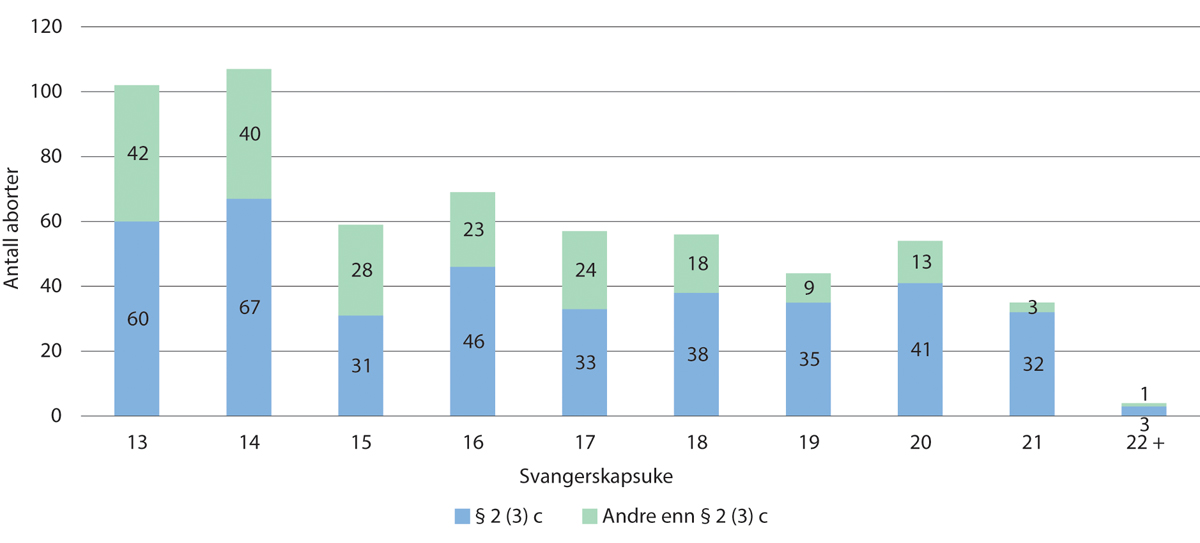 Antall aborter
120
100
80
60
40
20
0
42 40 28 23 24 18 9 13 3 1
60 67 31 46 33 38 35 41 32 3
13 14 15 16 17 18 19 20 21 22 +
Svangerskapsuke
§ 2 (3) c Andre enn § 2 (3) c